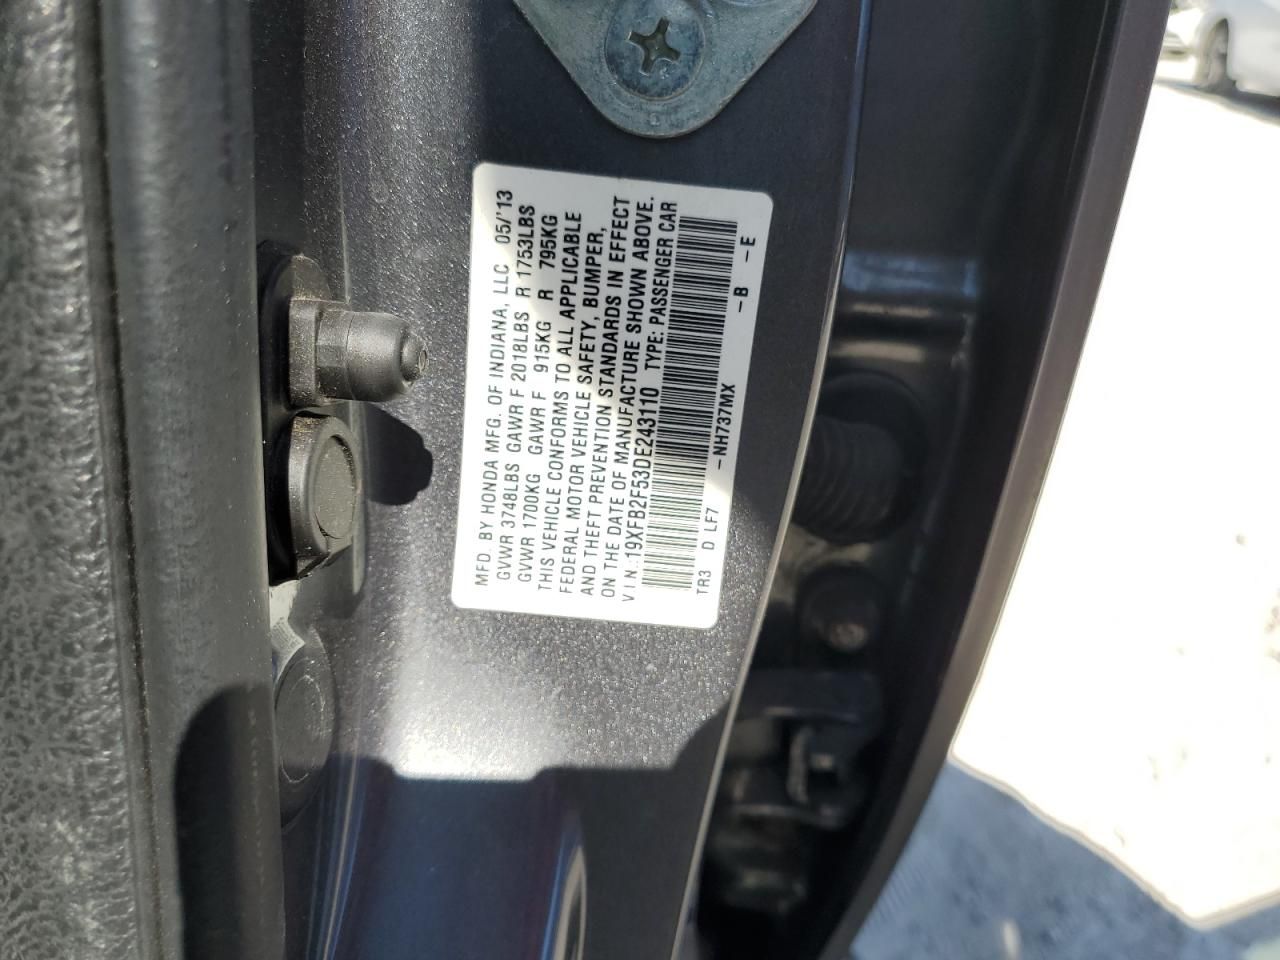 MFD. BY HONDA MFG. OF INDIANA, LLC 05/'13
GVWR 3748LBS GAWR F 2018LBS R 1753LBS
GVWR 1700KG GAWR F 915KG R 795KG
THIS VEHICLE CONFORMS TO ALL APPLICABLE
FEDERAL MOTOR VEHICLE SAFETY, BUMPER,
AND THEFT PREVENTION STANDARDS IN EFFECT
ON THE DATE OF MANUFACTURE SHOWN ABOVE.
V I N.:19XFB2F53DE243110 TYPE: PASSENGER CAR
TR3 D LF7 –NH737MX –B –E